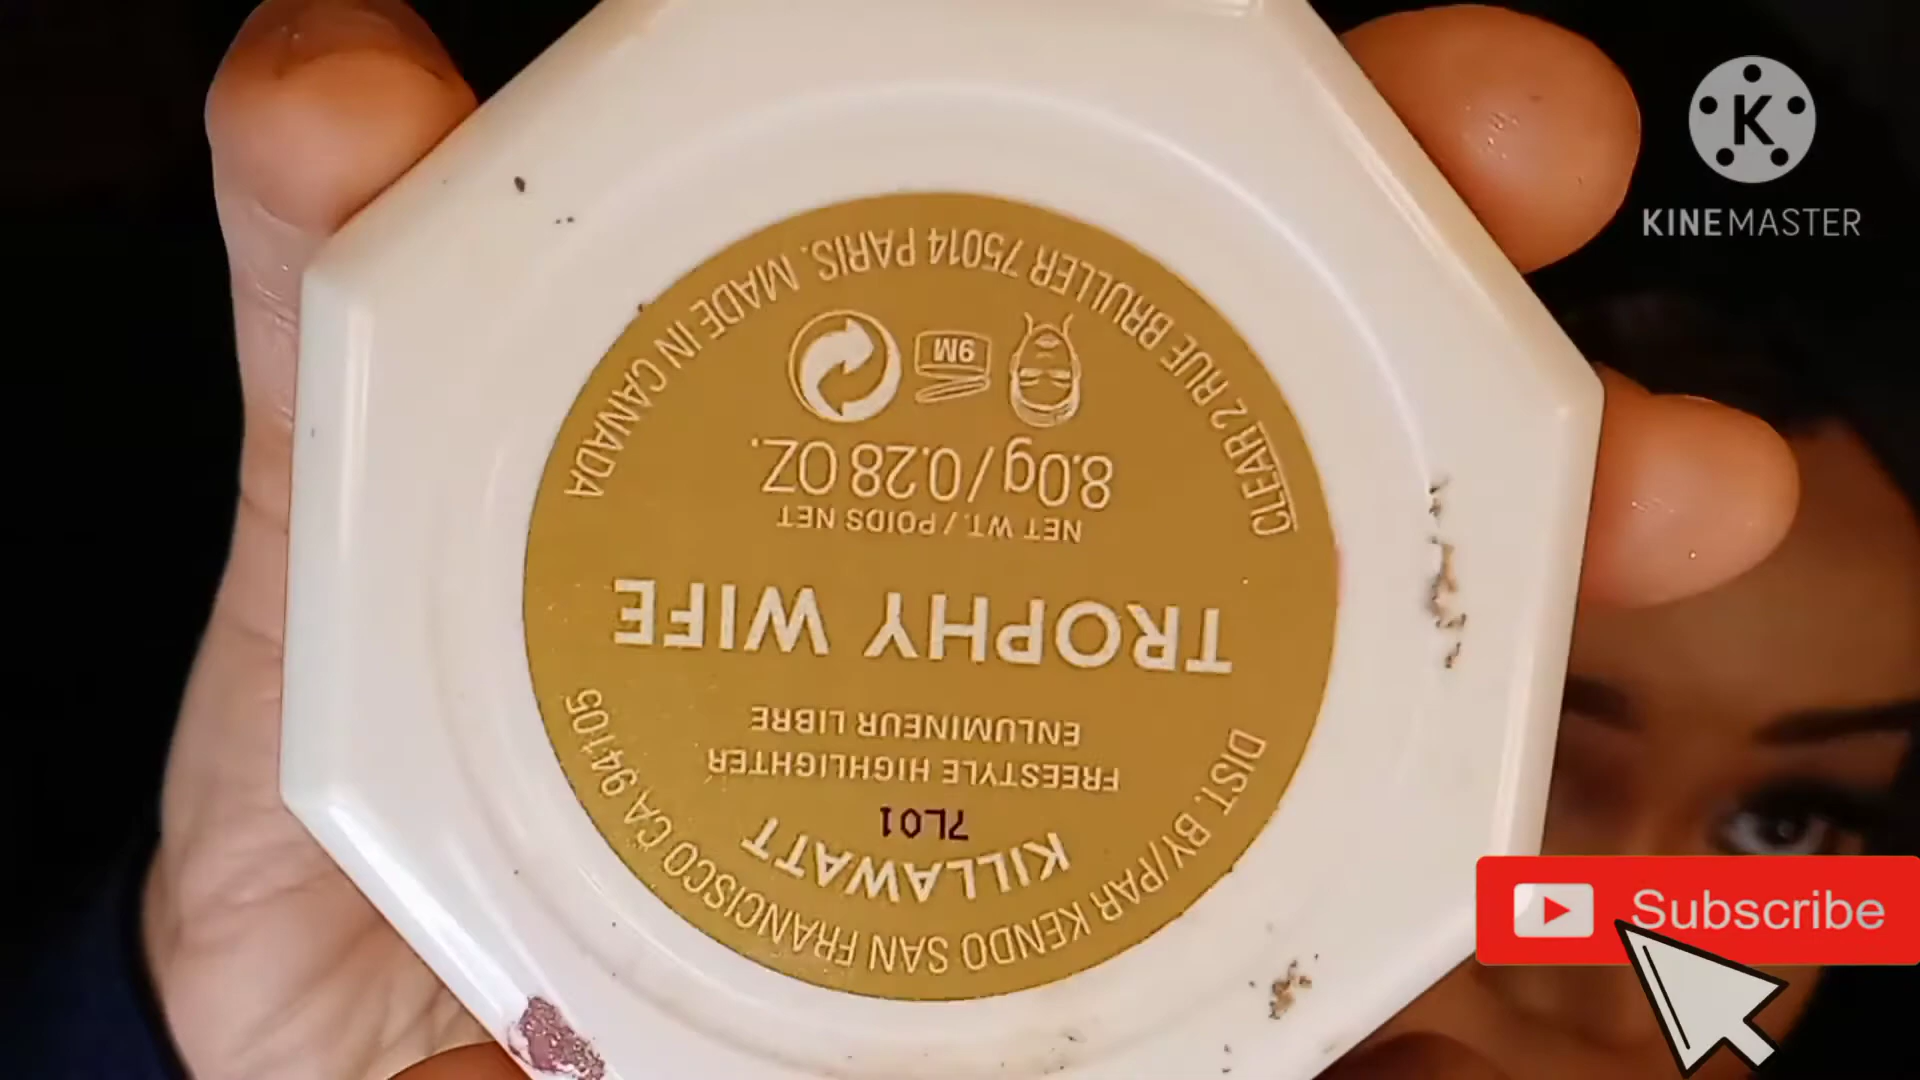 KILLAWATT
7L01
FREESTYLE HIGHLIGHTER
ENLUMINEUR LIBRE
TROPHY WIFE
NET WT. / POIDS NET
8.0g / 0.28 OZ.
9M
DIST. BY/PAR KENDO SAN FRANCISCO CA 94105
CLEAR 2 RUE BRULLER 75014 PARIS. MADE IN CANADA
K
KINEMASTER
Subscribe